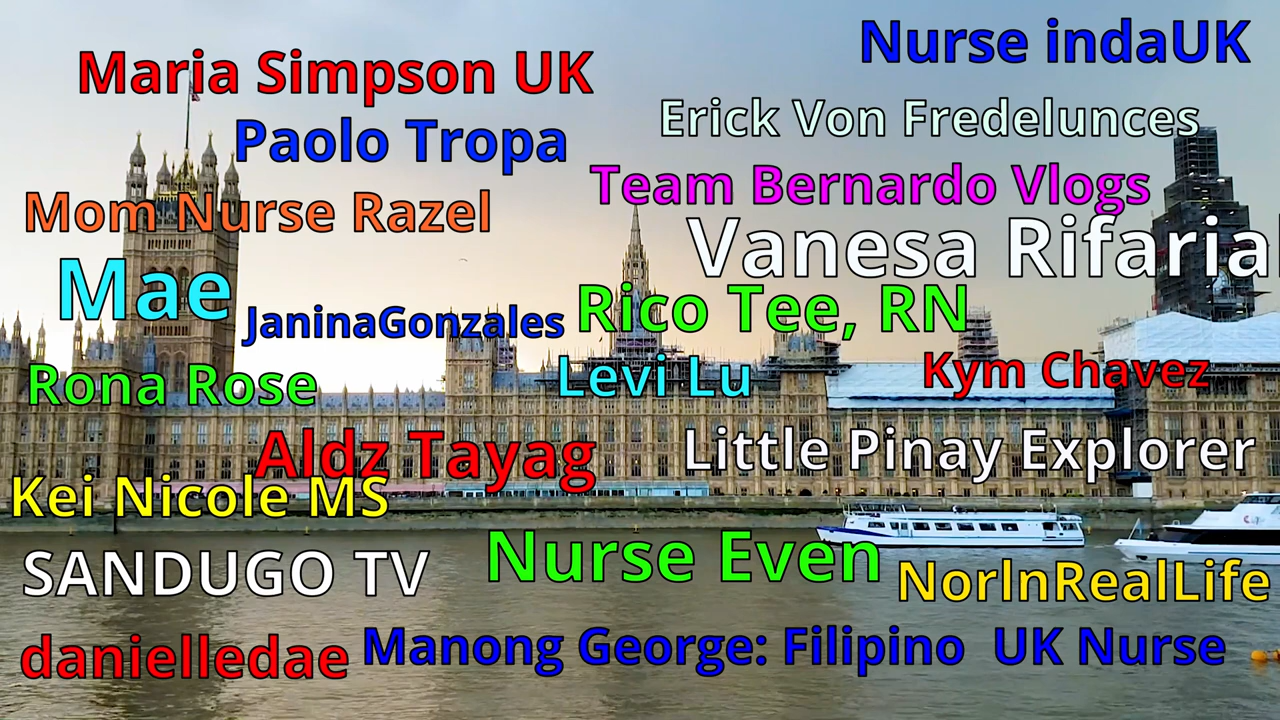 Nurse indaUK
Maria Simpson UK
Erick Von Fredelunces
Paolo Tropa
Team Bernardo Vlogs
Mom Nurse Razel
Vanesa Rifaria
Mae
Rico Tee, RN
JaninaGonzales
Levi Lu
Kym Chavez
Rona Rose
Aldz Tayag
Little Pinay Explorer
Kei Nicole MS
Nurse Even
SANDUGO TV
NorlnRealLife
danielledae
Manong George: Filipino  UK Nurse